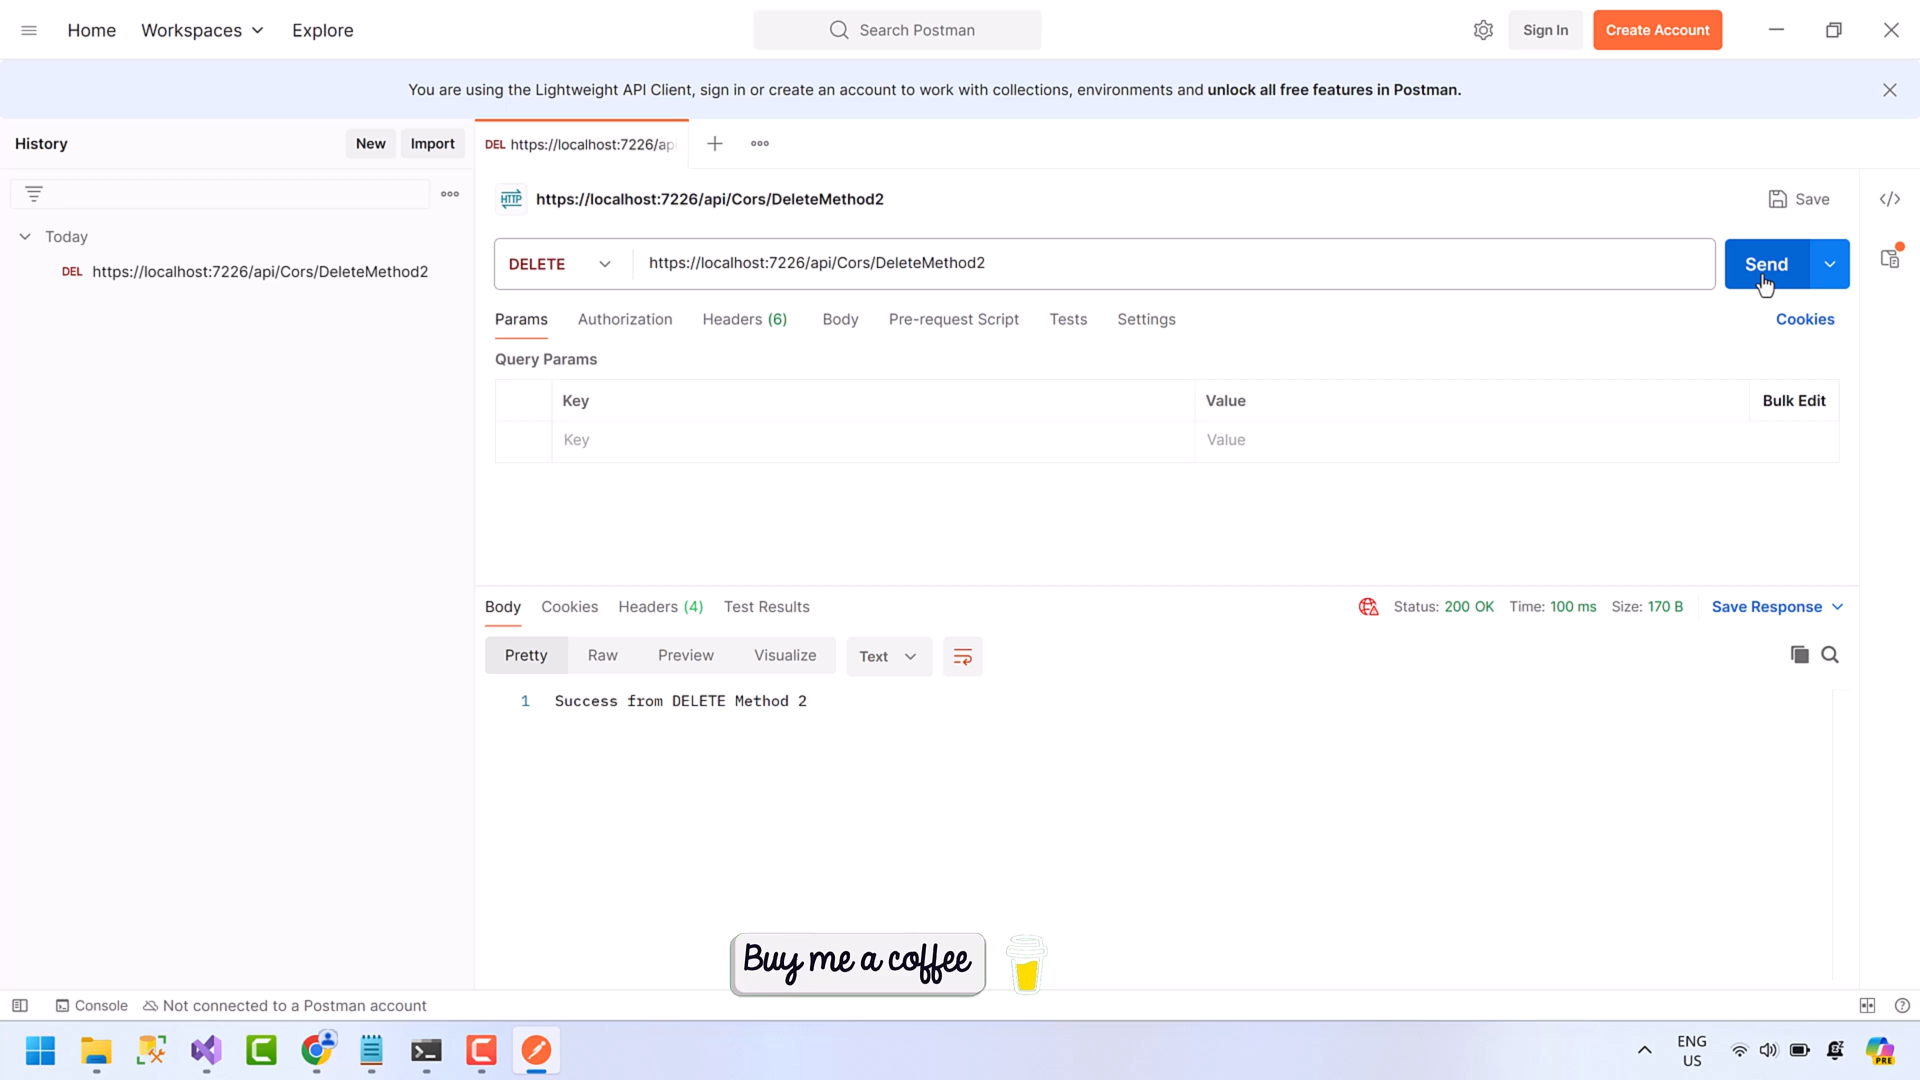 Home Workspaces Explore Search Postman Sign In Create Account
You are using the Lightweight API Client, sign in or create an account to work with collections, environments and unlock all free features in Postman.
History New Import DEL https://localhost:7226/ap
HTTP https://localhost:7226/api/Cors/DeleteMethod2 Save
Today
DEL https://localhost:7226/api/Cors/DeleteMethod2
DELETE https://localhost:7226/api/Cors/DeleteMethod2 Send
Params Authorization Headers (6) Body Pre-request Script Tests Settings Cookies
Query Params
Key Value Bulk Edit
Key Value
Body Cookies Headers (4) Test Results Status: 200 OK Time: 100 ms Size: 170 B Save Response
Pretty Raw Preview Visualize Text
1 Success from DELETE Method 2
Buy me a coffee
Console Not connected to a Postman account
ENG
US
PRE